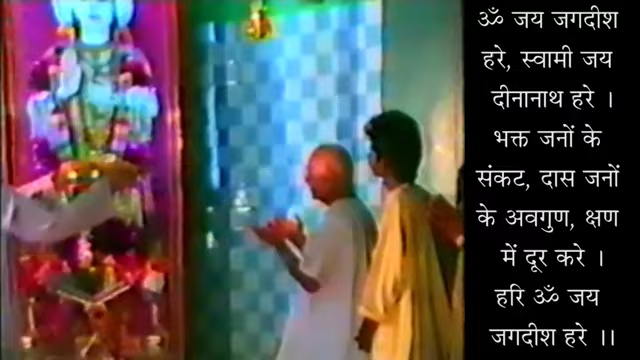 ॐ जय जगदीश
हरे, स्वामी जय
दीनानाथ हरे ।
भक्त जनों के
संकट, दास जनों
के अवगुण, क्षण
में दूर करे ।
हरि ॐ जय
जगदीश हरे ।।